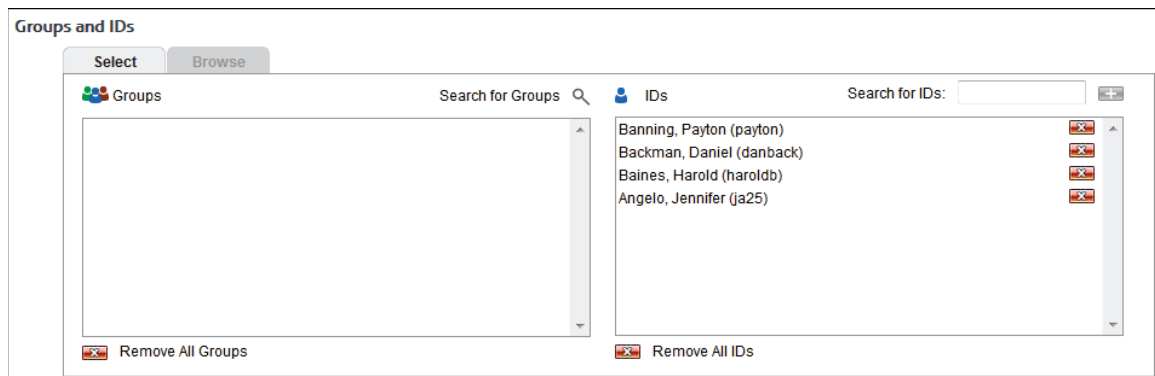 Groups and IDs
Select Browse
Groups Search for Groups IDs Search for IDs:
Banning, Payton (payton)
Backman, Daniel (danback)
Baines, Harold (haroldb)
Angelo, Jennifer (ja25)
Remove All Groups Remove All IDs